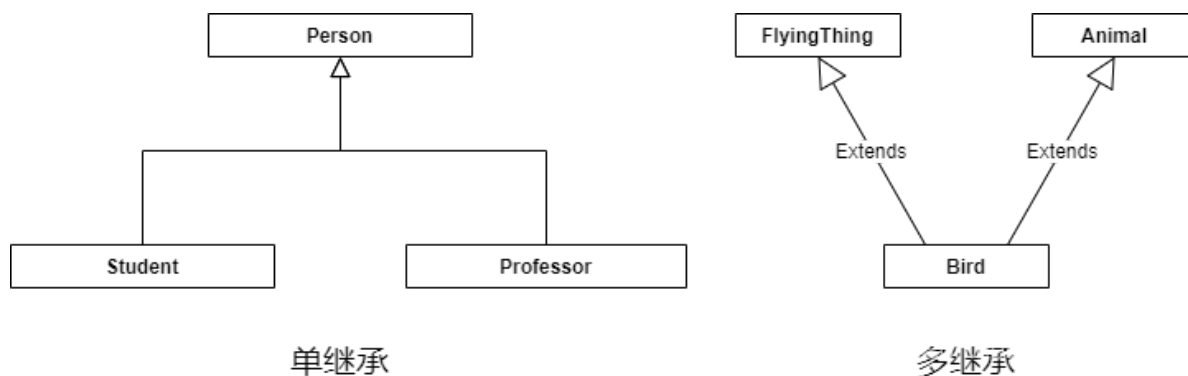 Person
Student
Professor
单继承
FlyingThing
Animal
Extends
Extends
Bird
多继承